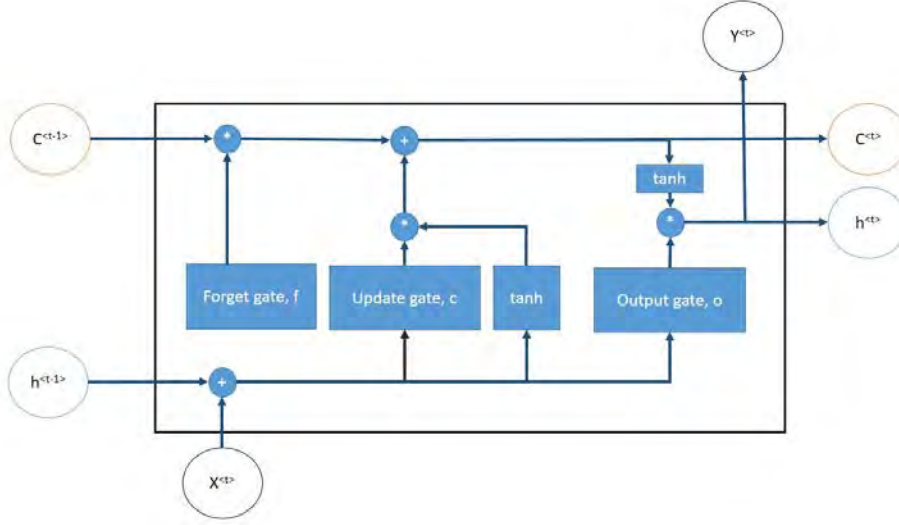 Y<t>
C<t-1>
*
+
C<t>
tanh
*
*
h<t>
Forget gate, f
Update gate, c
tanh
Output gate, o
h<t-1>
+
X<t>